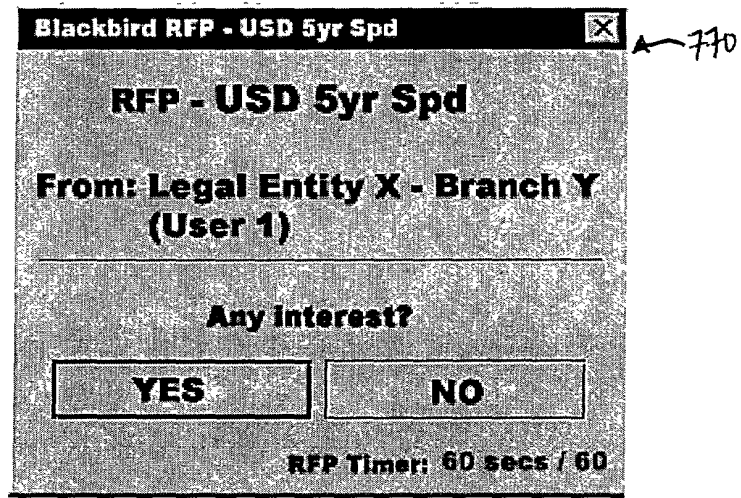 Blackbird RFP - USD 5yr Spd
770
RFP - USD 5yr Spd
From: Legal Entity X - Branch Y
(User 1)
Any interest?
YES NO
RFP Timer: 60 secs / 60